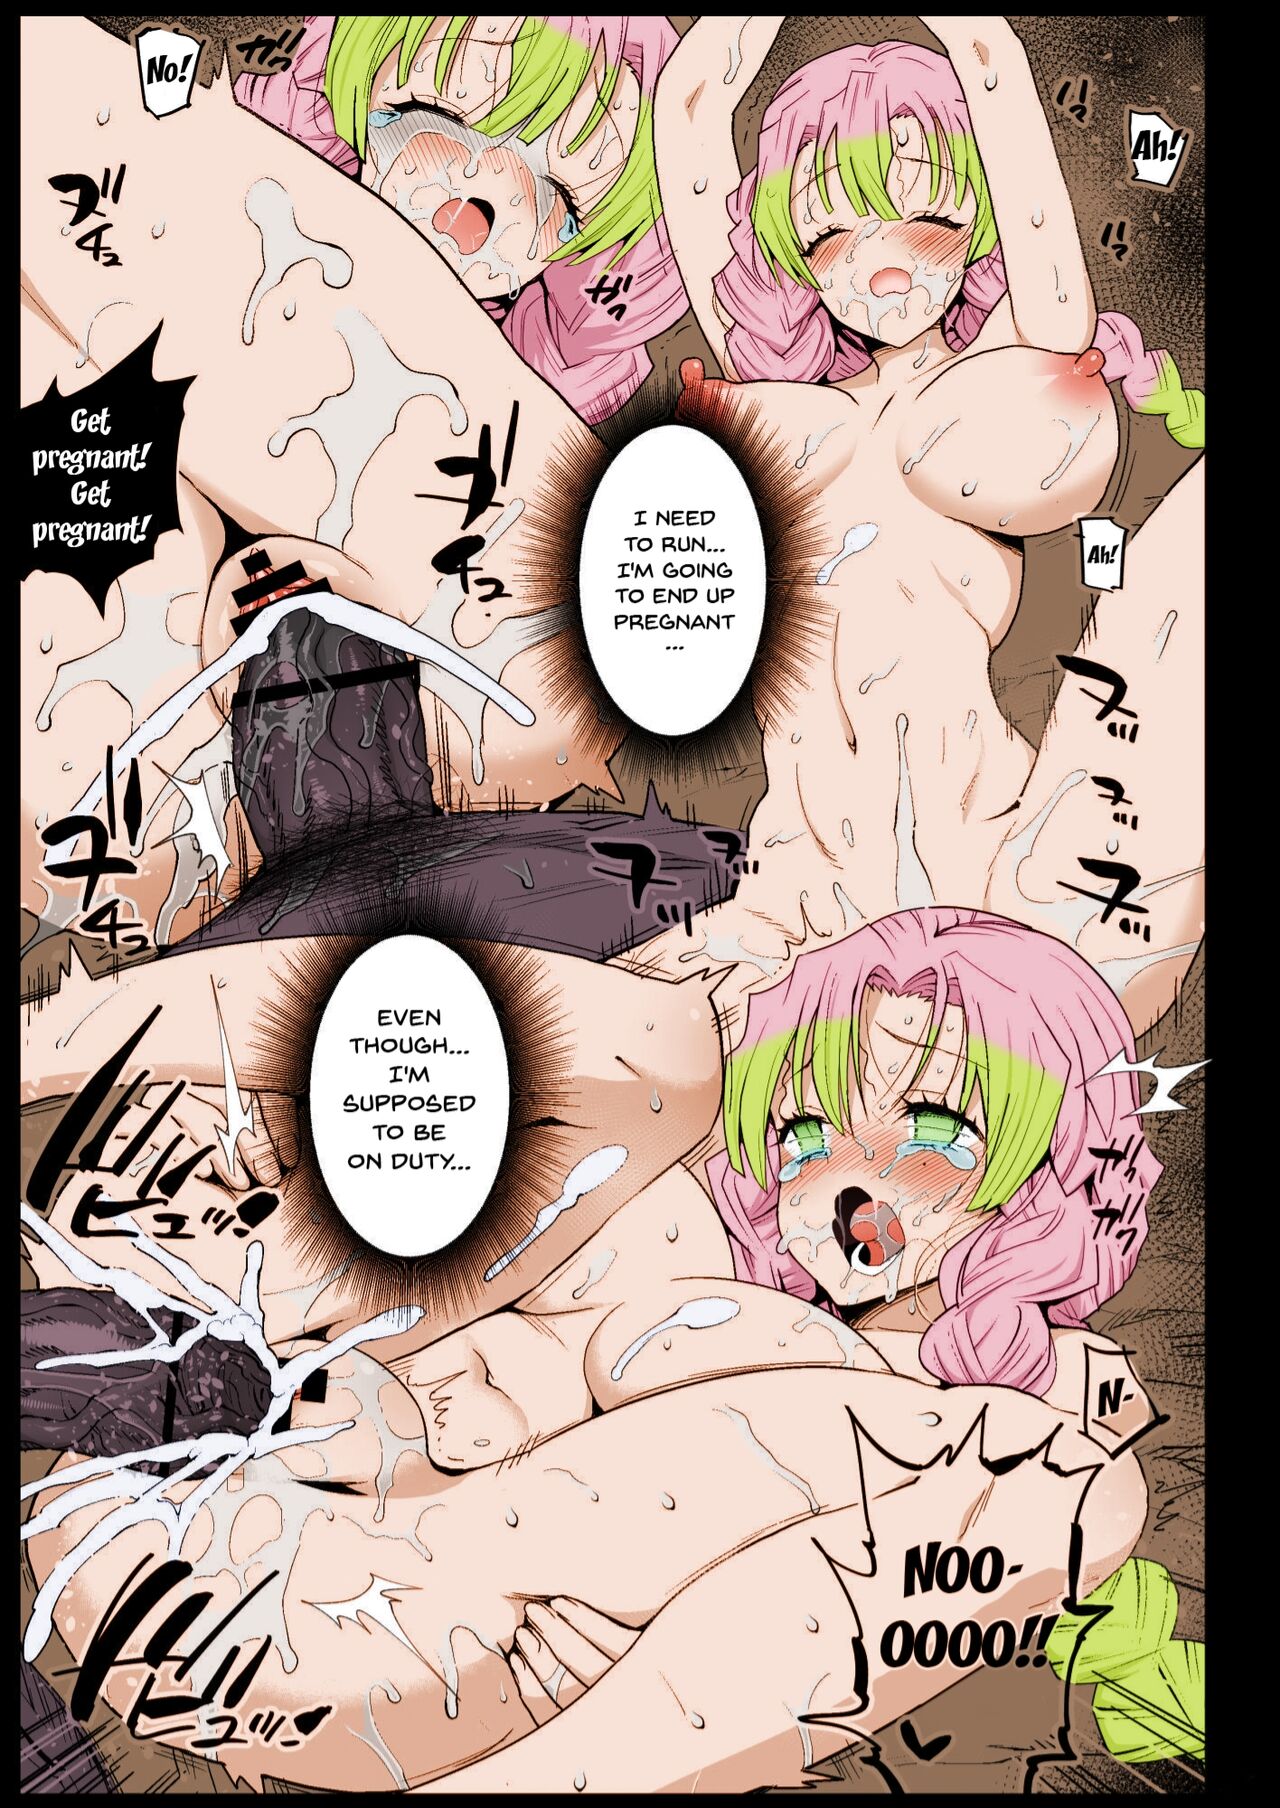 No!
Ah!
Get
pregnant!
Get
pregnant!
I NEED
TO RUN...
I'M GOING
TO END UP
PREGNANT
...
Ah!
EVEN
THOUGH...
I'M
SUPPOSED
TO BE
ON DUTY...
N-
NOO-
OOOO!!